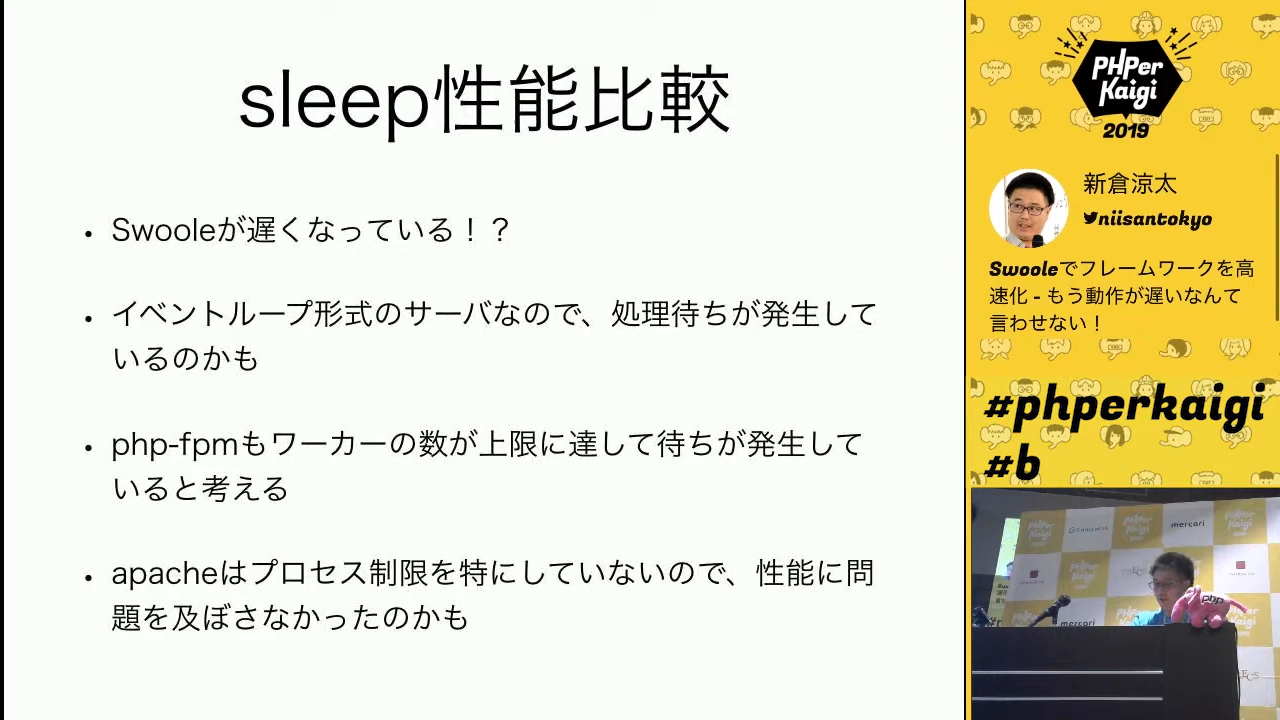 sleep性能比較
・Swooleが遅くなっている！？
・イベントループ形式のサーバなので、処理待ちが発生して
いるのかも
・php-fpmもワーカーの数が上限に達して待ちが発生して
いると考える
・apacheはプロセス制限を特にしていないので、性能に問
題を及ぼさなかったのかも
PHPer
Kaigi
2019
新倉涼太
niisantokyo
Swooleでフレームワークを高
速化 - もう動作が遅いなんて
言わせない！
#phperkaigi
#b
PHPer
Kaigi
mercari
PHPer
Kaigi
php
mercari
PHPer
Kaigi